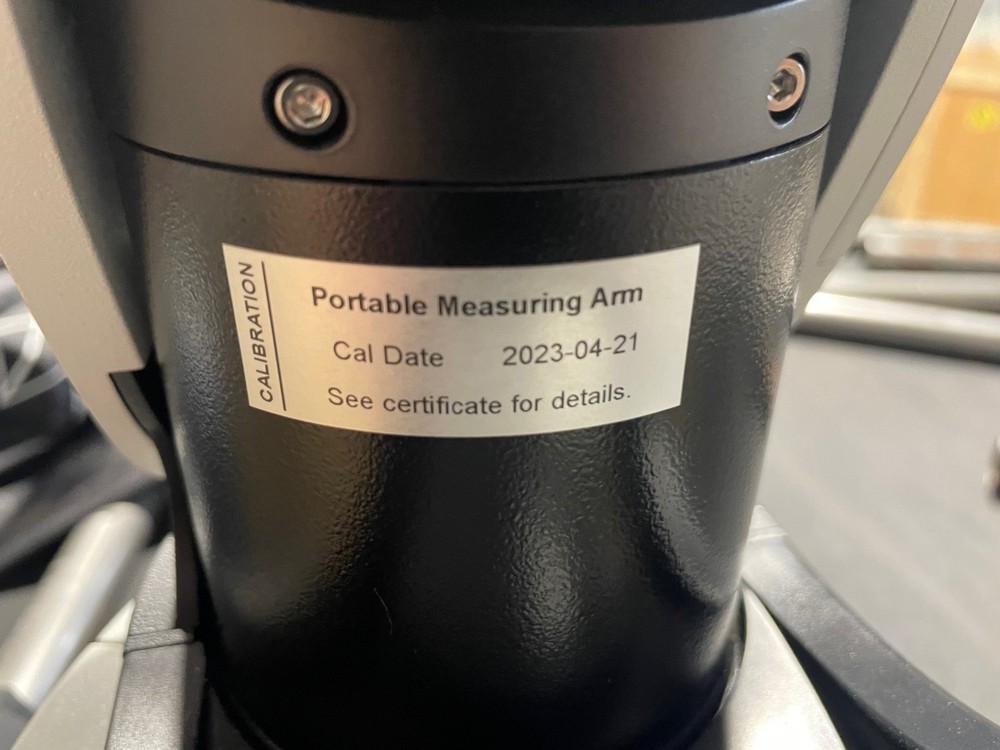 CALIBRATION
Portable Measuring Arm
Cal Date 2023-04-21
See certificate for details.